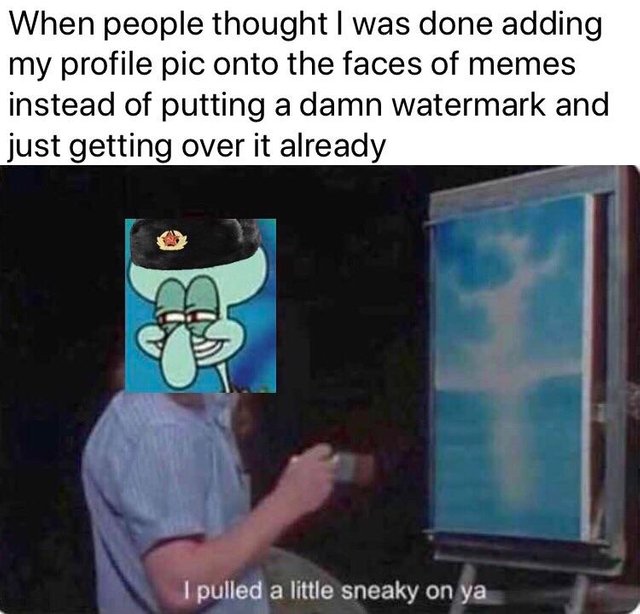 When people thought I was done adding
my profile pic onto the faces of memes
instead of putting a damn watermark and
just getting over it already
I pulled a little sneaky on ya